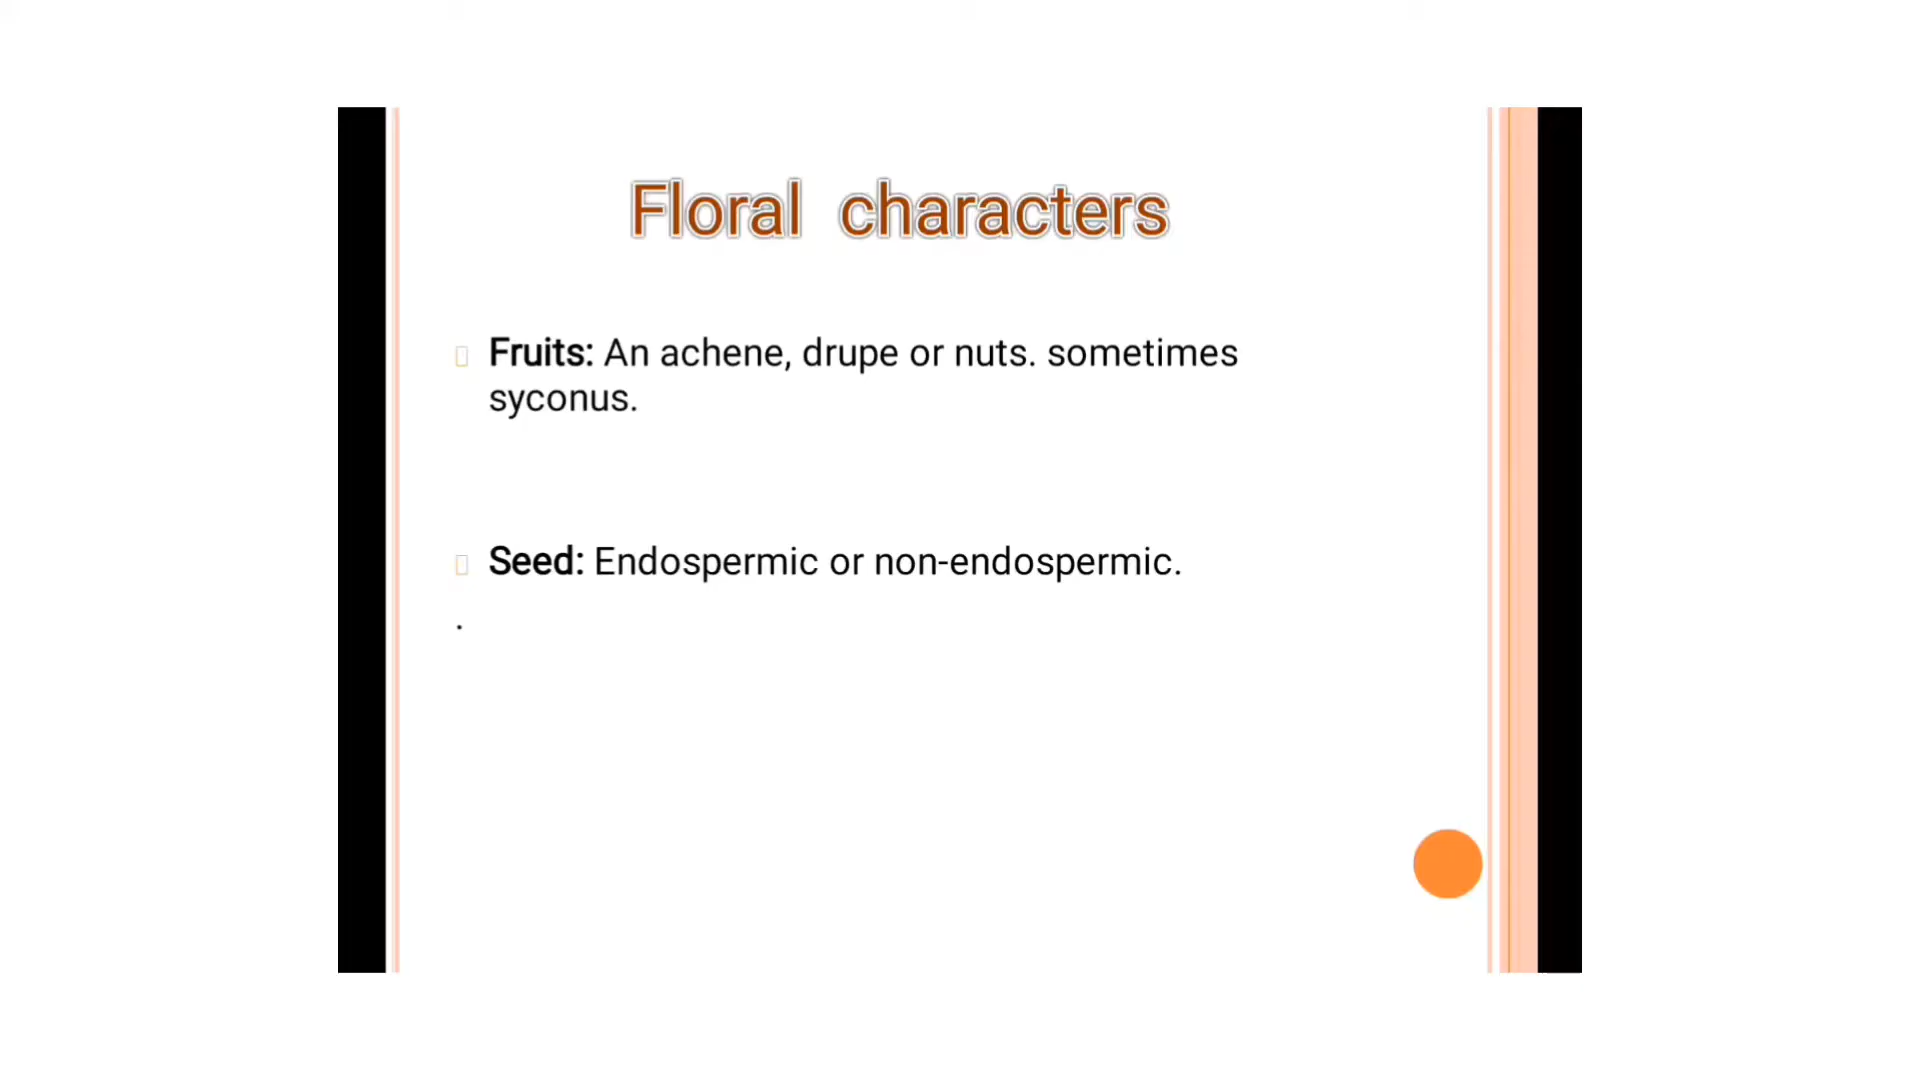 Floral characters
Fruits: An achene, drupe or nuts. sometimes
syconus.
Seed: Endospermic or non-endospermic.
.